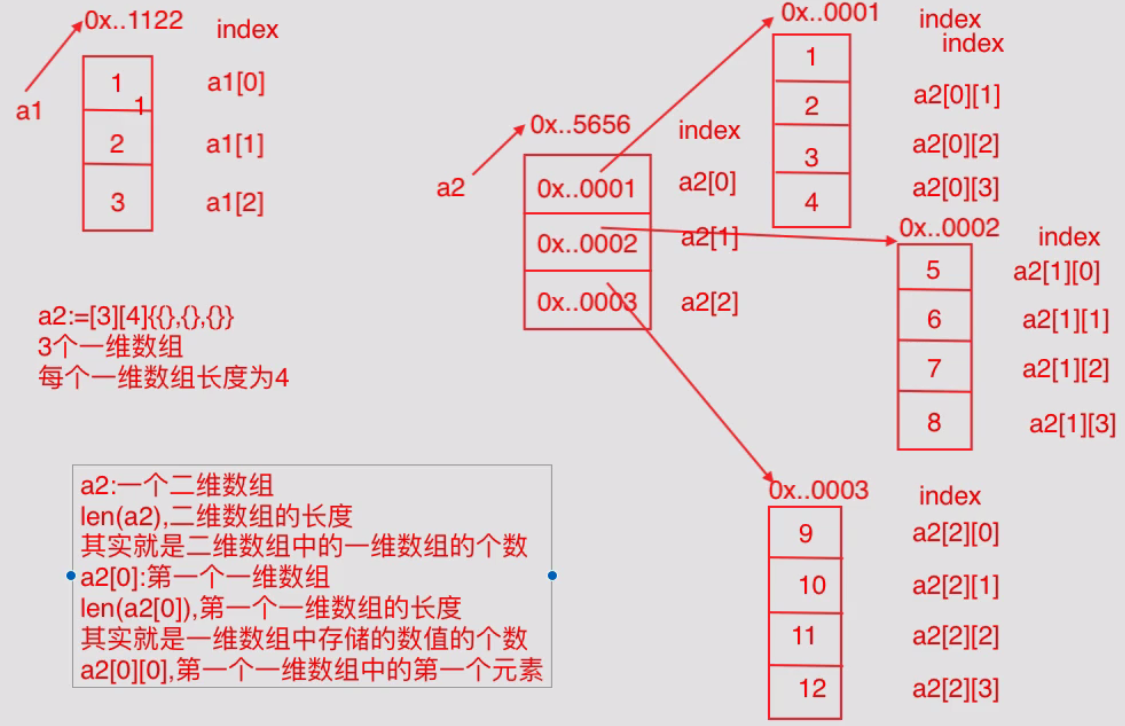 0x..1122
index
a1
1
a1[0]
1
2
a1[1]
3
a1[2]
a2:=[3][4]{{},{},{}}
3个一维数组
每个一维数组长度为4
a2
0x..5656
index
0x..0001
a2[0]
0x..0002
a2[1]
0x..0003
a2[2]
0x..0001
index
index
1
2
a2[0][1]
3
a2[0][2]
4
a2[0][3]
0x..0002
index
5
a2[1][0]
6
a2[1][1]
7
a2[1][2]
8
a2[1][3]
0x..0003
index
9
a2[2][0]
10
a2[2][1]
11
a2[2][2]
12
a2[2][3]
a2:一个二维数组
len(a2),二维数组的长度
其实就是二维数组中的一维数组的个数
a2[0]:第一个一维数组
len(a2[0]),第一个一维数组的长度
其实就是一维数组中存储的数值的个数
a2[0][0],第一个一维数组中的第一个元素